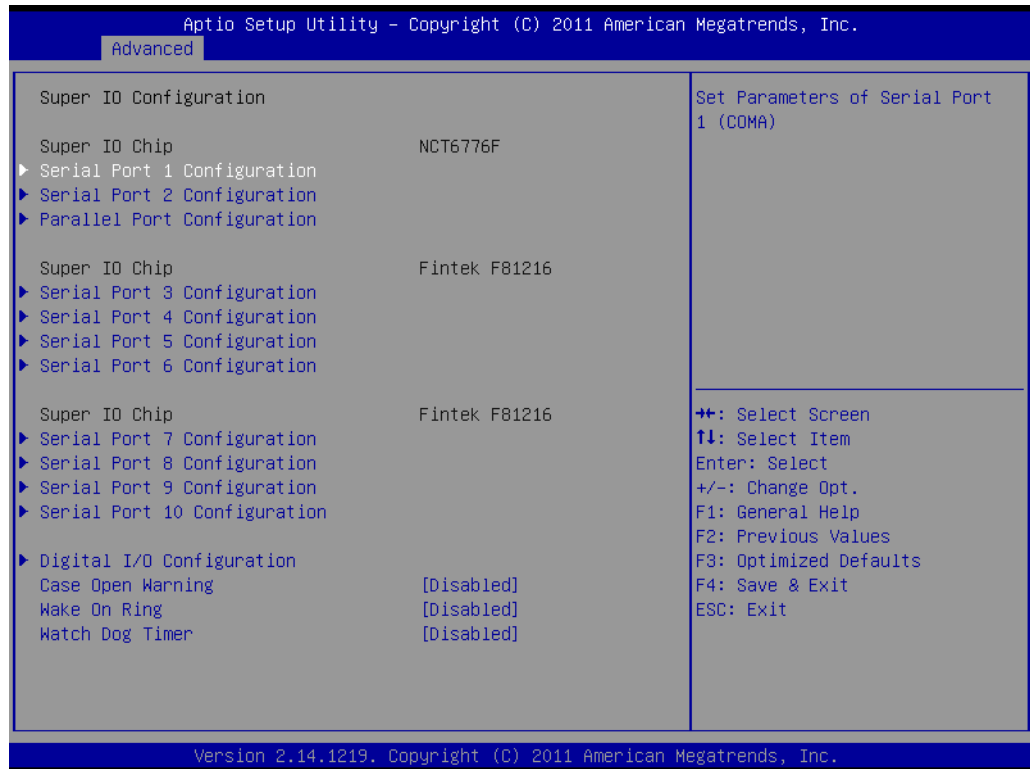 Aptio Setup Utility – Copyright (C) 2011 American Megatrends, Inc.
Advanced
Super IO Configuration
Super IO Chip NCT6776F
Serial Port 1 Configuration
Serial Port 2 Configuration
Parallel Port Configuration
Super IO Chip Fintek F81216
Serial Port 3 Configuration
Serial Port 4 Configuration
Serial Port 5 Configuration
Serial Port 6 Configuration
Super IO Chip Fintek F81216
Serial Port 7 Configuration
Serial Port 8 Configuration
Serial Port 9 Configuration
Serial Port 10 Configuration
Digital I/O Configuration
Case Open Warning [Disabled]
Wake On Ring [Disabled]
Watch Dog Timer [Disabled]
Set Parameters of Serial Port
1 (COMA)
→←: Select Screen
↑↓: Select Item
Enter: Select
+/-: Change Opt.
F1: General Help
F2: Previous Values
F3: Optimized Defaults
F4: Save & Exit
ESC: Exit
Version 2.14.1219. Copyright (C) 2011 American Megatrends, Inc.